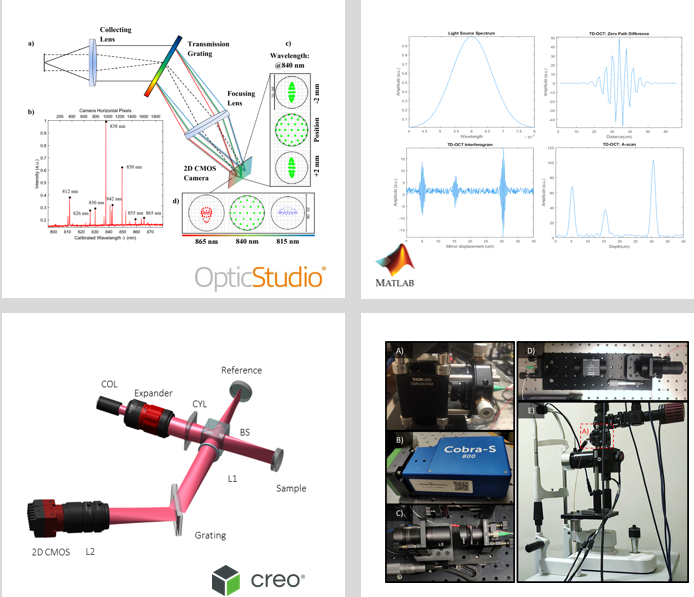 a)
Collecting
Lens
Transmission
Grating
c)
Wavelength:
@840 nm
Focusing
Lens
-2 mm
Position
+2 mm
b)
Camera Horizontal Pixels
200 400 600 800 1000 1200 1400 1600 1800
Intensity (a.u.)
1
0.9
0.8
0.7
0.6
0.5
0.4
0.3
0.2
838 nm
850 nm
812 nm
826 nm
830 nm
842 nm
855 nm
865 nm
800 810 820 830 840 850 860 870
Calibrated Wavelength λ (nm)
2D CMOS
Camera
d)
865 nm 840 nm 815 nm
OpticStudio®
Light Source Spectrum
Amplitude (a.u.)
Wavelength
TD-OCT: Zero Path Difference
Amplitude (a.u.)
Distance(um)
TD-OCT Interferogram
Amplitude (a.u.)
Mirror displacement (um)
TD-OCT: A-scan
Amplitude (a.u.)
Depth(um)
MATLAB
Reference
COL
Expander
CYL
BS
L1
Sample
Grating
2D CMOS
L2
creo®
A)
THORLABS
B)
Cobra-S
800
C)
L2
D)
E)
A)